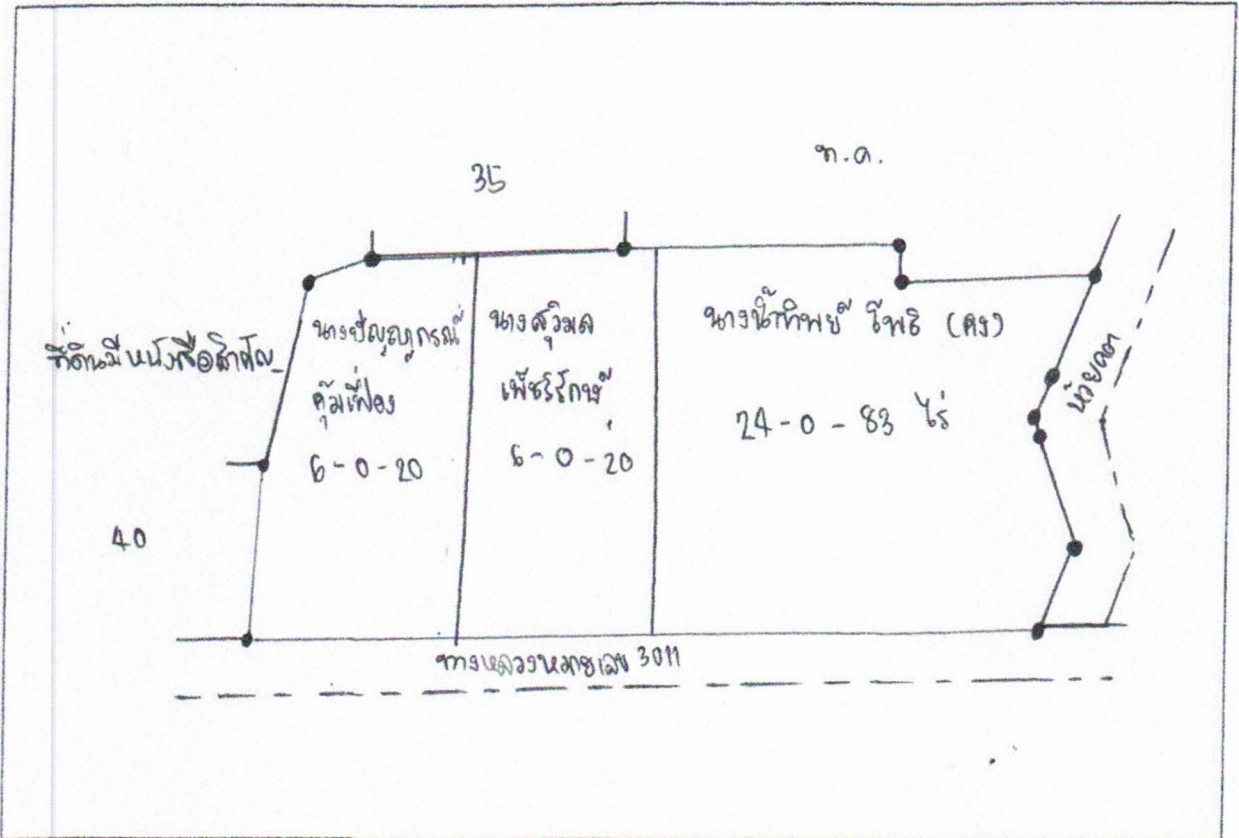 35
ท.ค.
ที่ดินมีหนังสือสำคัญ
นางปัญญาภรณ์
คุ้มเฟื่อง
6-0-20
นางสุวิมล
เพ็ชร์รักษ์
6-0-20
นางน้ำทิพย์ โพธิ (คง)
24-0-83 ไร่
ห้วยคต
40
ทางหลวงหมายเลข 3011